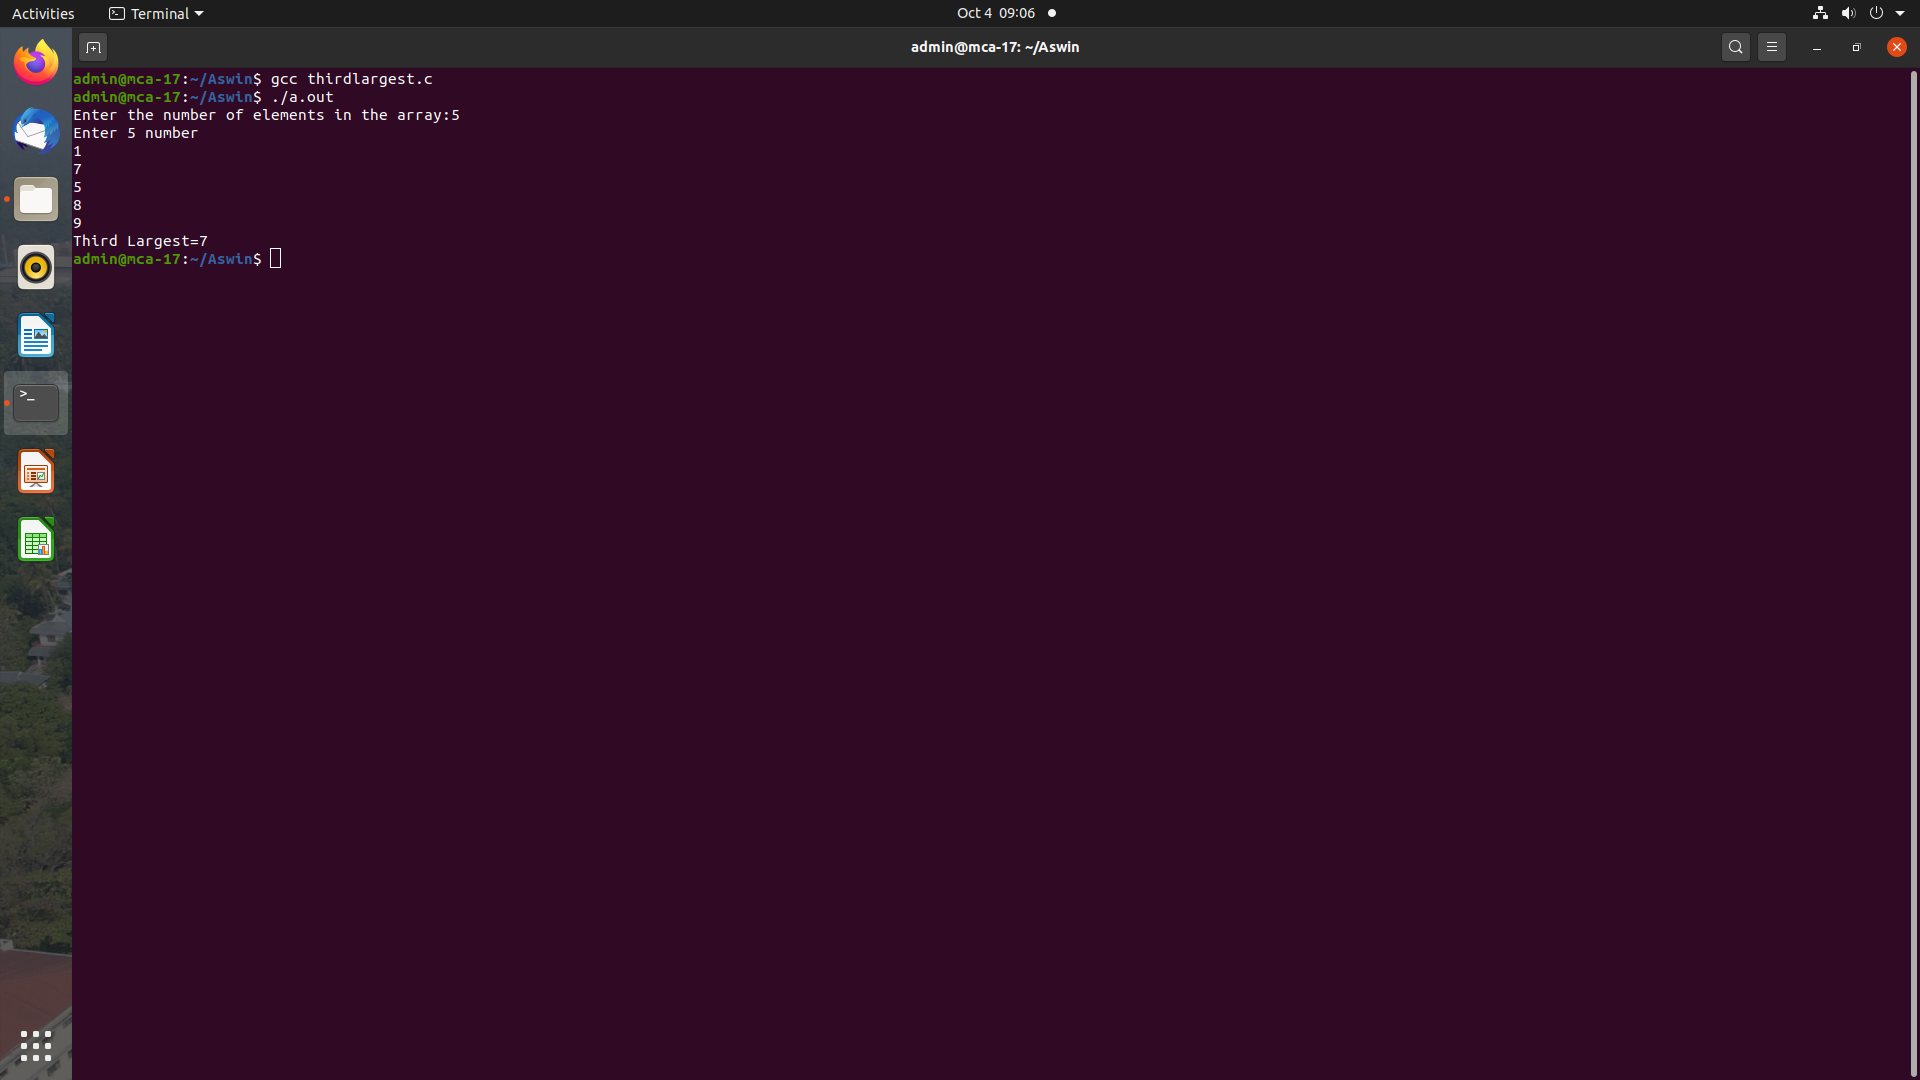 Activities Terminal Oct 4 09:06
admin@mca-17: ~/Aswin
admin@mca-17:~/Aswin$ gcc thirdlargest.c
admin@mca-17:~/Aswin$ ./a.out
Enter the number of elements in the array:5
Enter 5 number
1
7
5
8
9
Third Largest=7
admin@mca-17:~/Aswin$